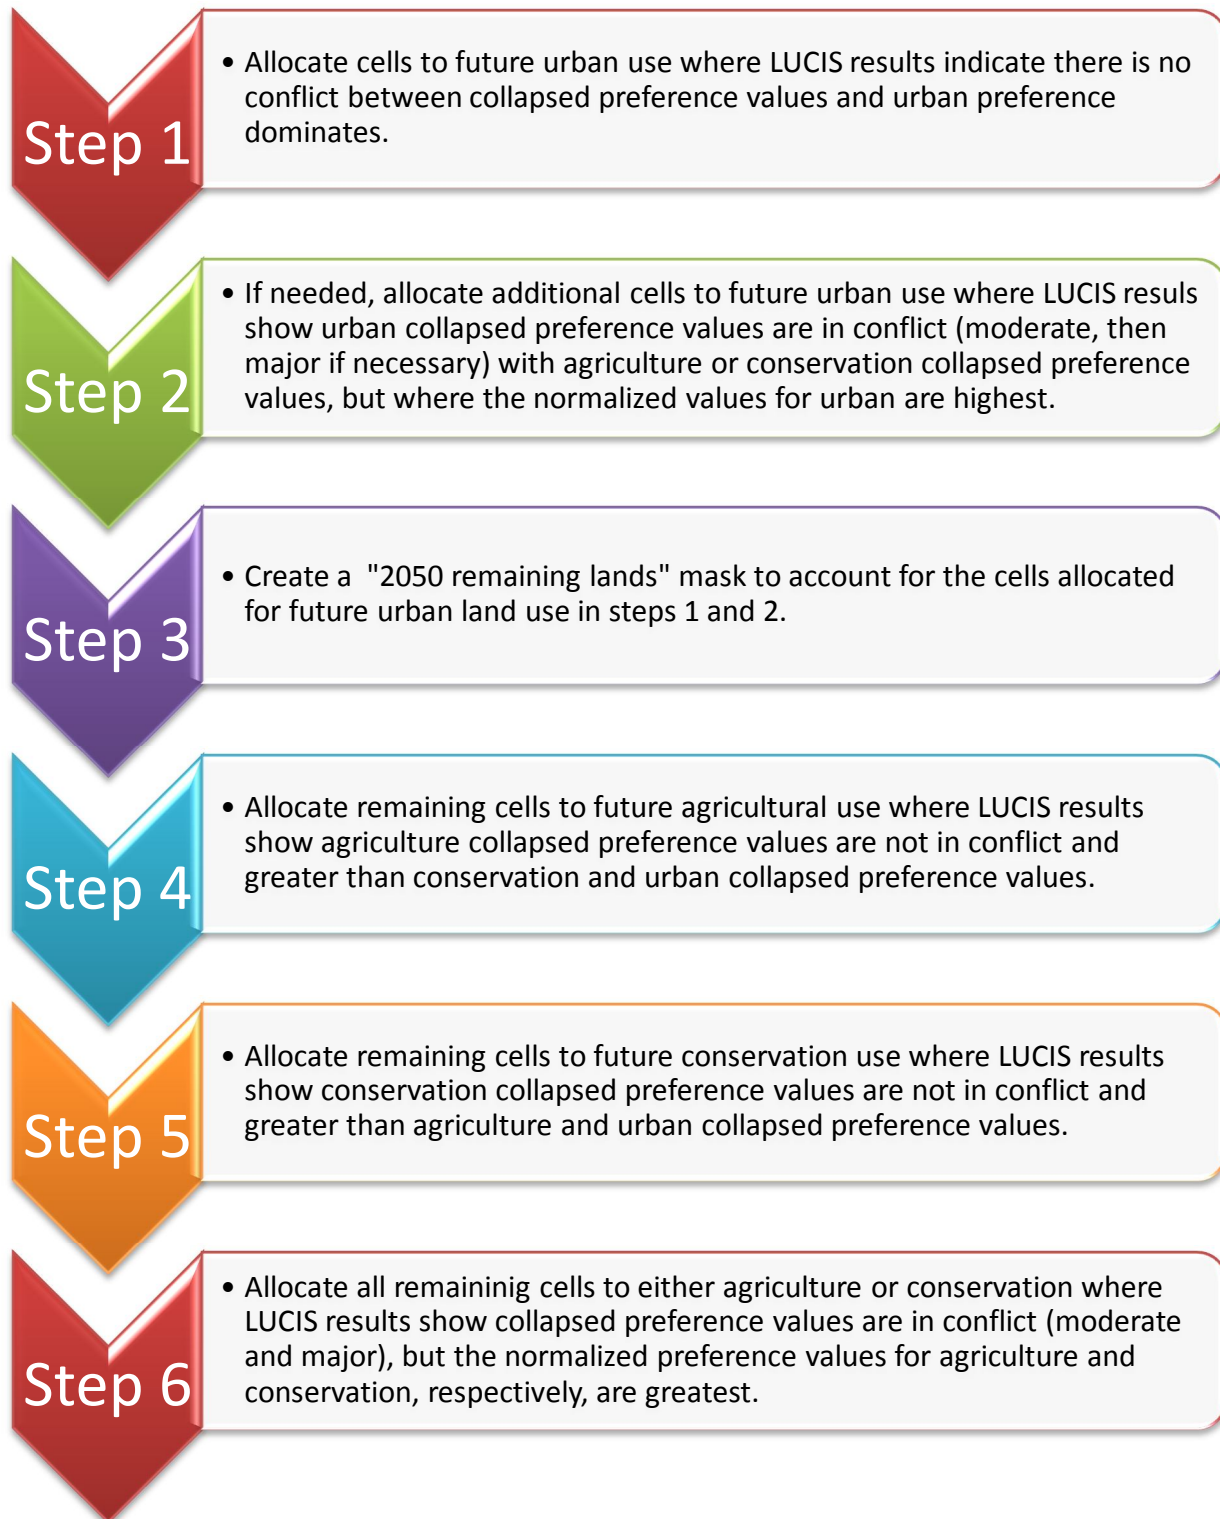 Step 1
• Allocate cells to future urban use where LUCIS results indicate there is no
conflict between collapsed preference values and urban preference
dominates.
Step 2
• If needed, allocate additional cells to future urban use where LUCIS resuls
show urban collapsed preference values are in conflict (moderate, then
major if necessary) with agriculture or conservation collapsed preference
values, but where the normalized values for urban are highest.
Step 3
• Create a "2050 remaining lands" mask to account for the cells allocated
for future urban land use in steps 1 and 2.
Step 4
• Allocate remaining cells to future agricultural use where LUCIS results
show agriculture collapsed preference values are not in conflict and
greater than conservation and urban collapsed preference values.
Step 5
• Allocate remaining cells to future conservation use where LUCIS results
show conservation collapsed preference values are not in conflict and
greater than agriculture and urban collapsed preference values.
Step 6
• Allocate all remaininig cells to either agriculture or conservation where
LUCIS results show collapsed preference values are in conflict (moderate
and major), but the normalized preference values for agriculture and
conservation, respectively, are greatest.